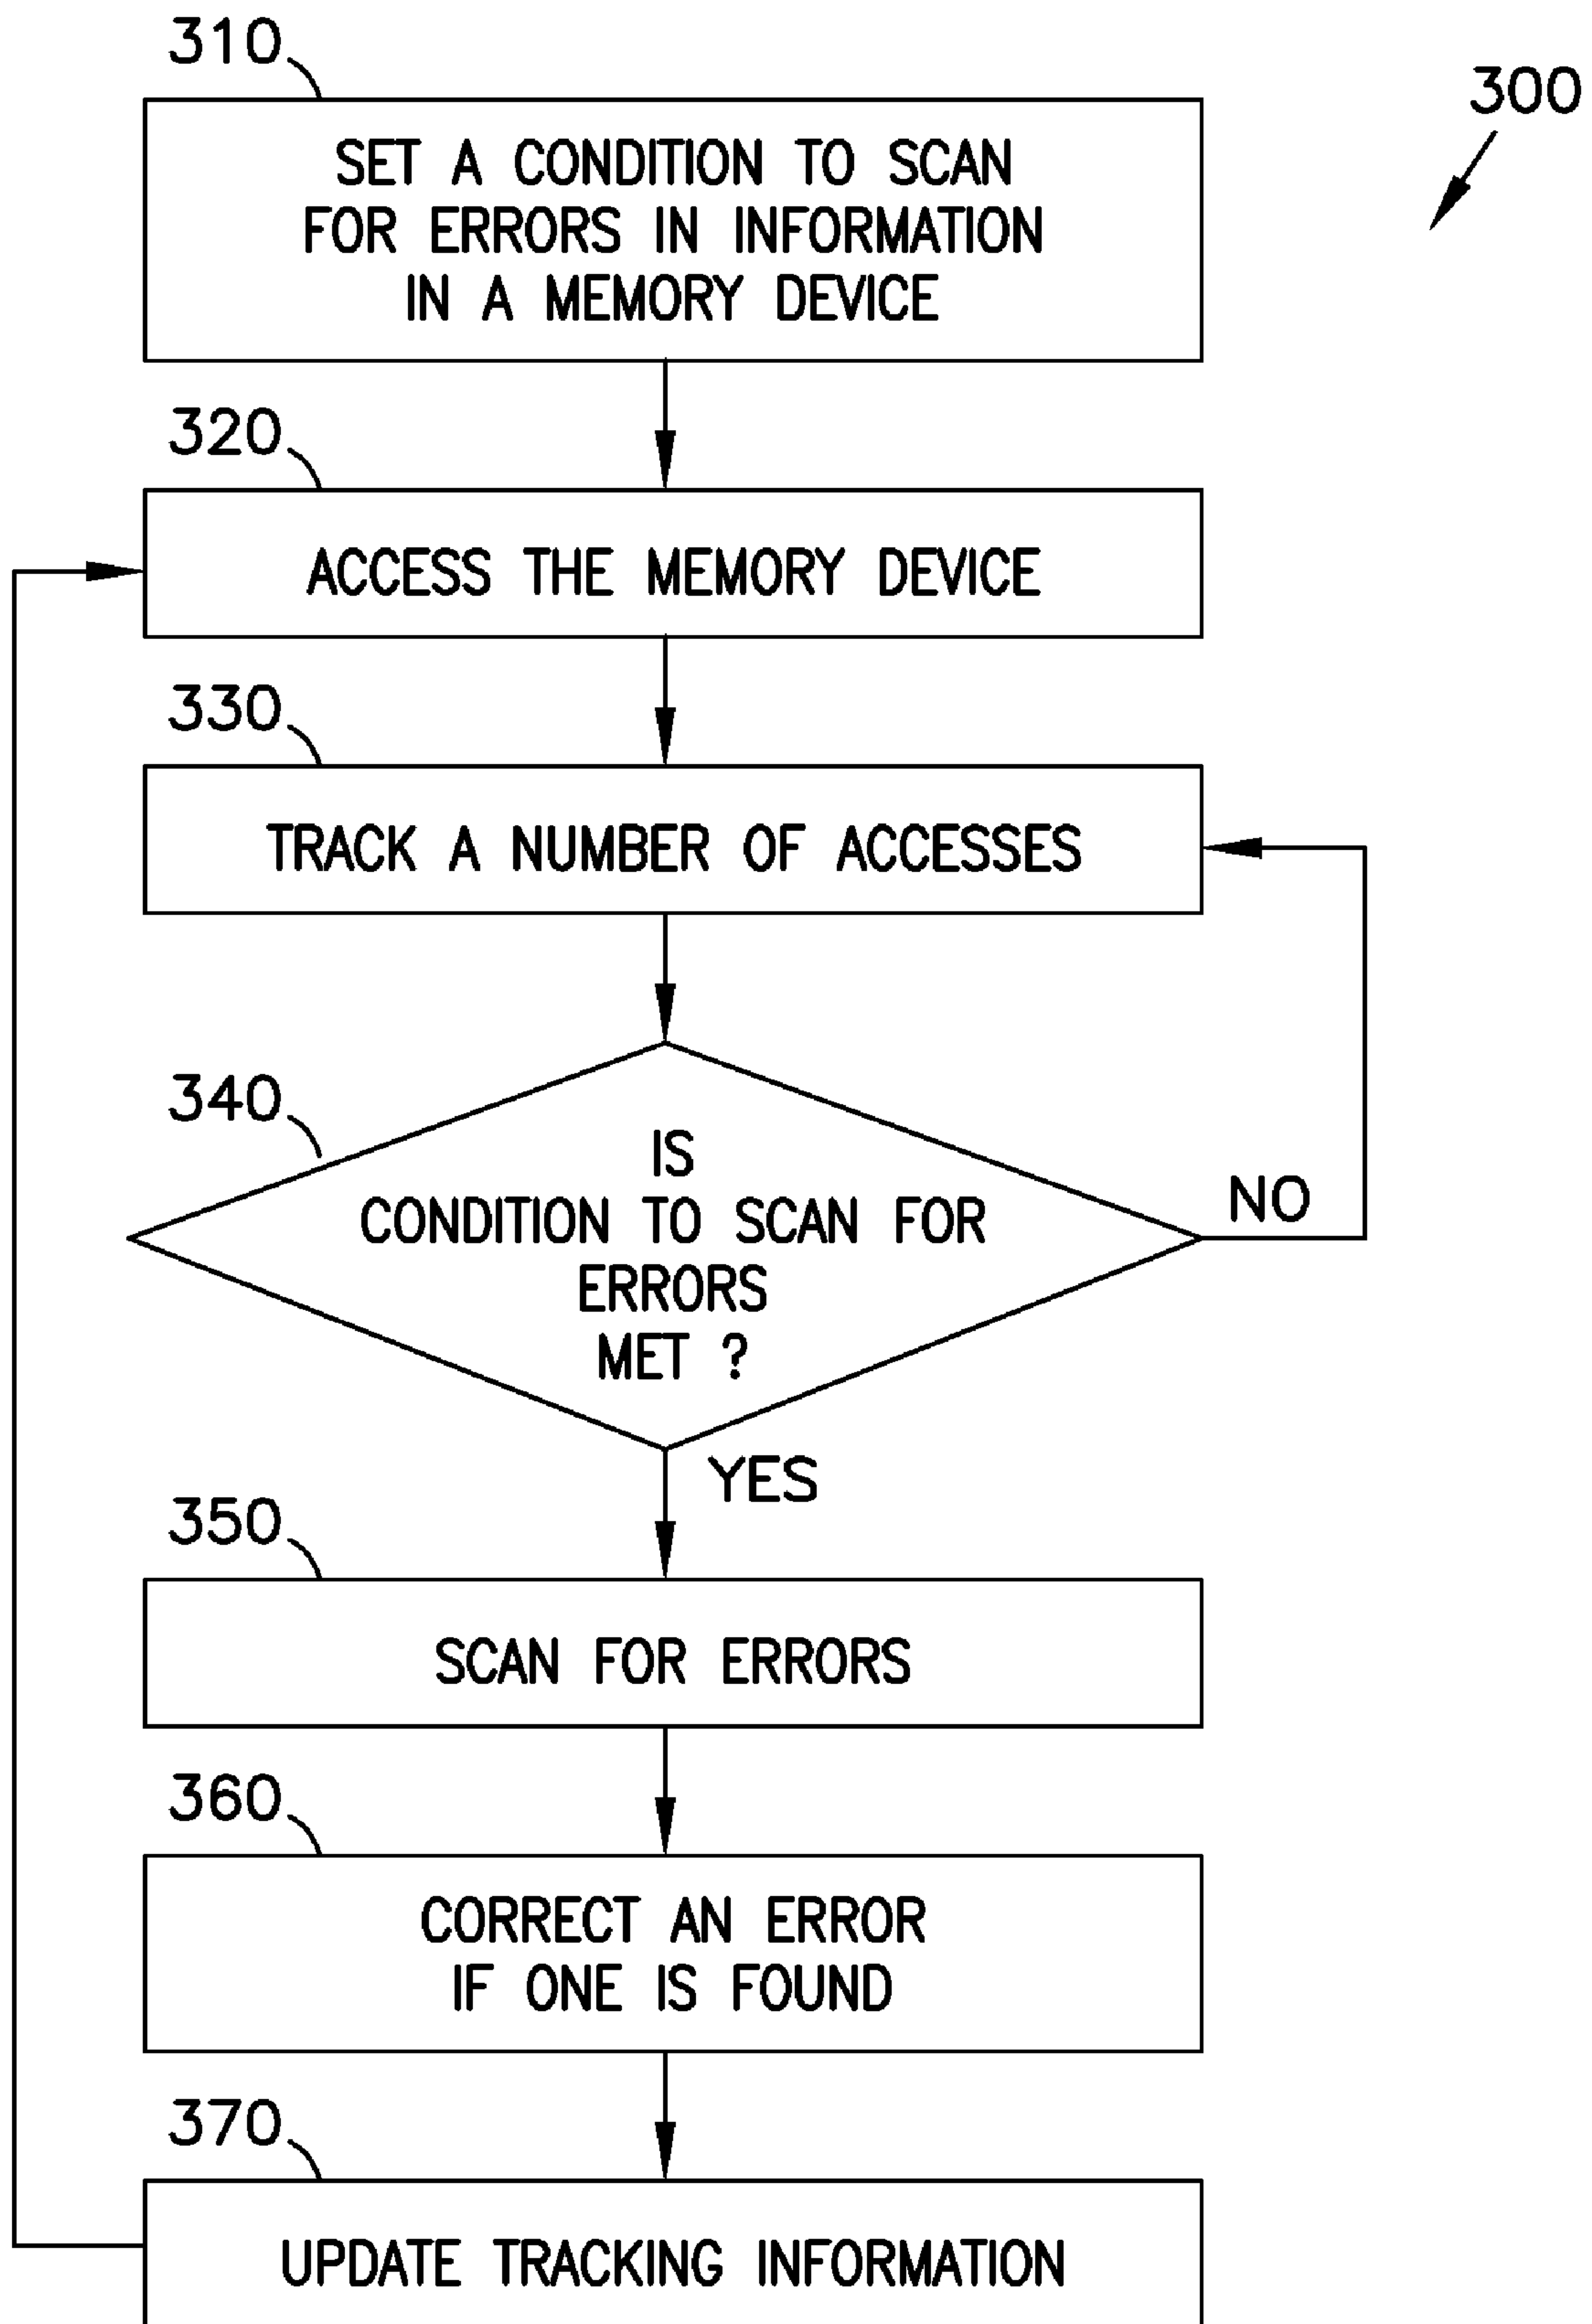 310
300
SET A CONDITION TO SCAN
FOR ERRORS IN INFORMATION
IN A MEMORY DEVICE
320
ACCESS THE MEMORY DEVICE
330
TRACK A NUMBER OF ACCESSES
340
IS
CONDITION TO SCAN FOR
ERRORS
MET ?
NO
YES
350
SCAN FOR ERRORS
360
CORRECT AN ERROR
IF ONE IS FOUND
370
UPDATE TRACKING INFORMATION